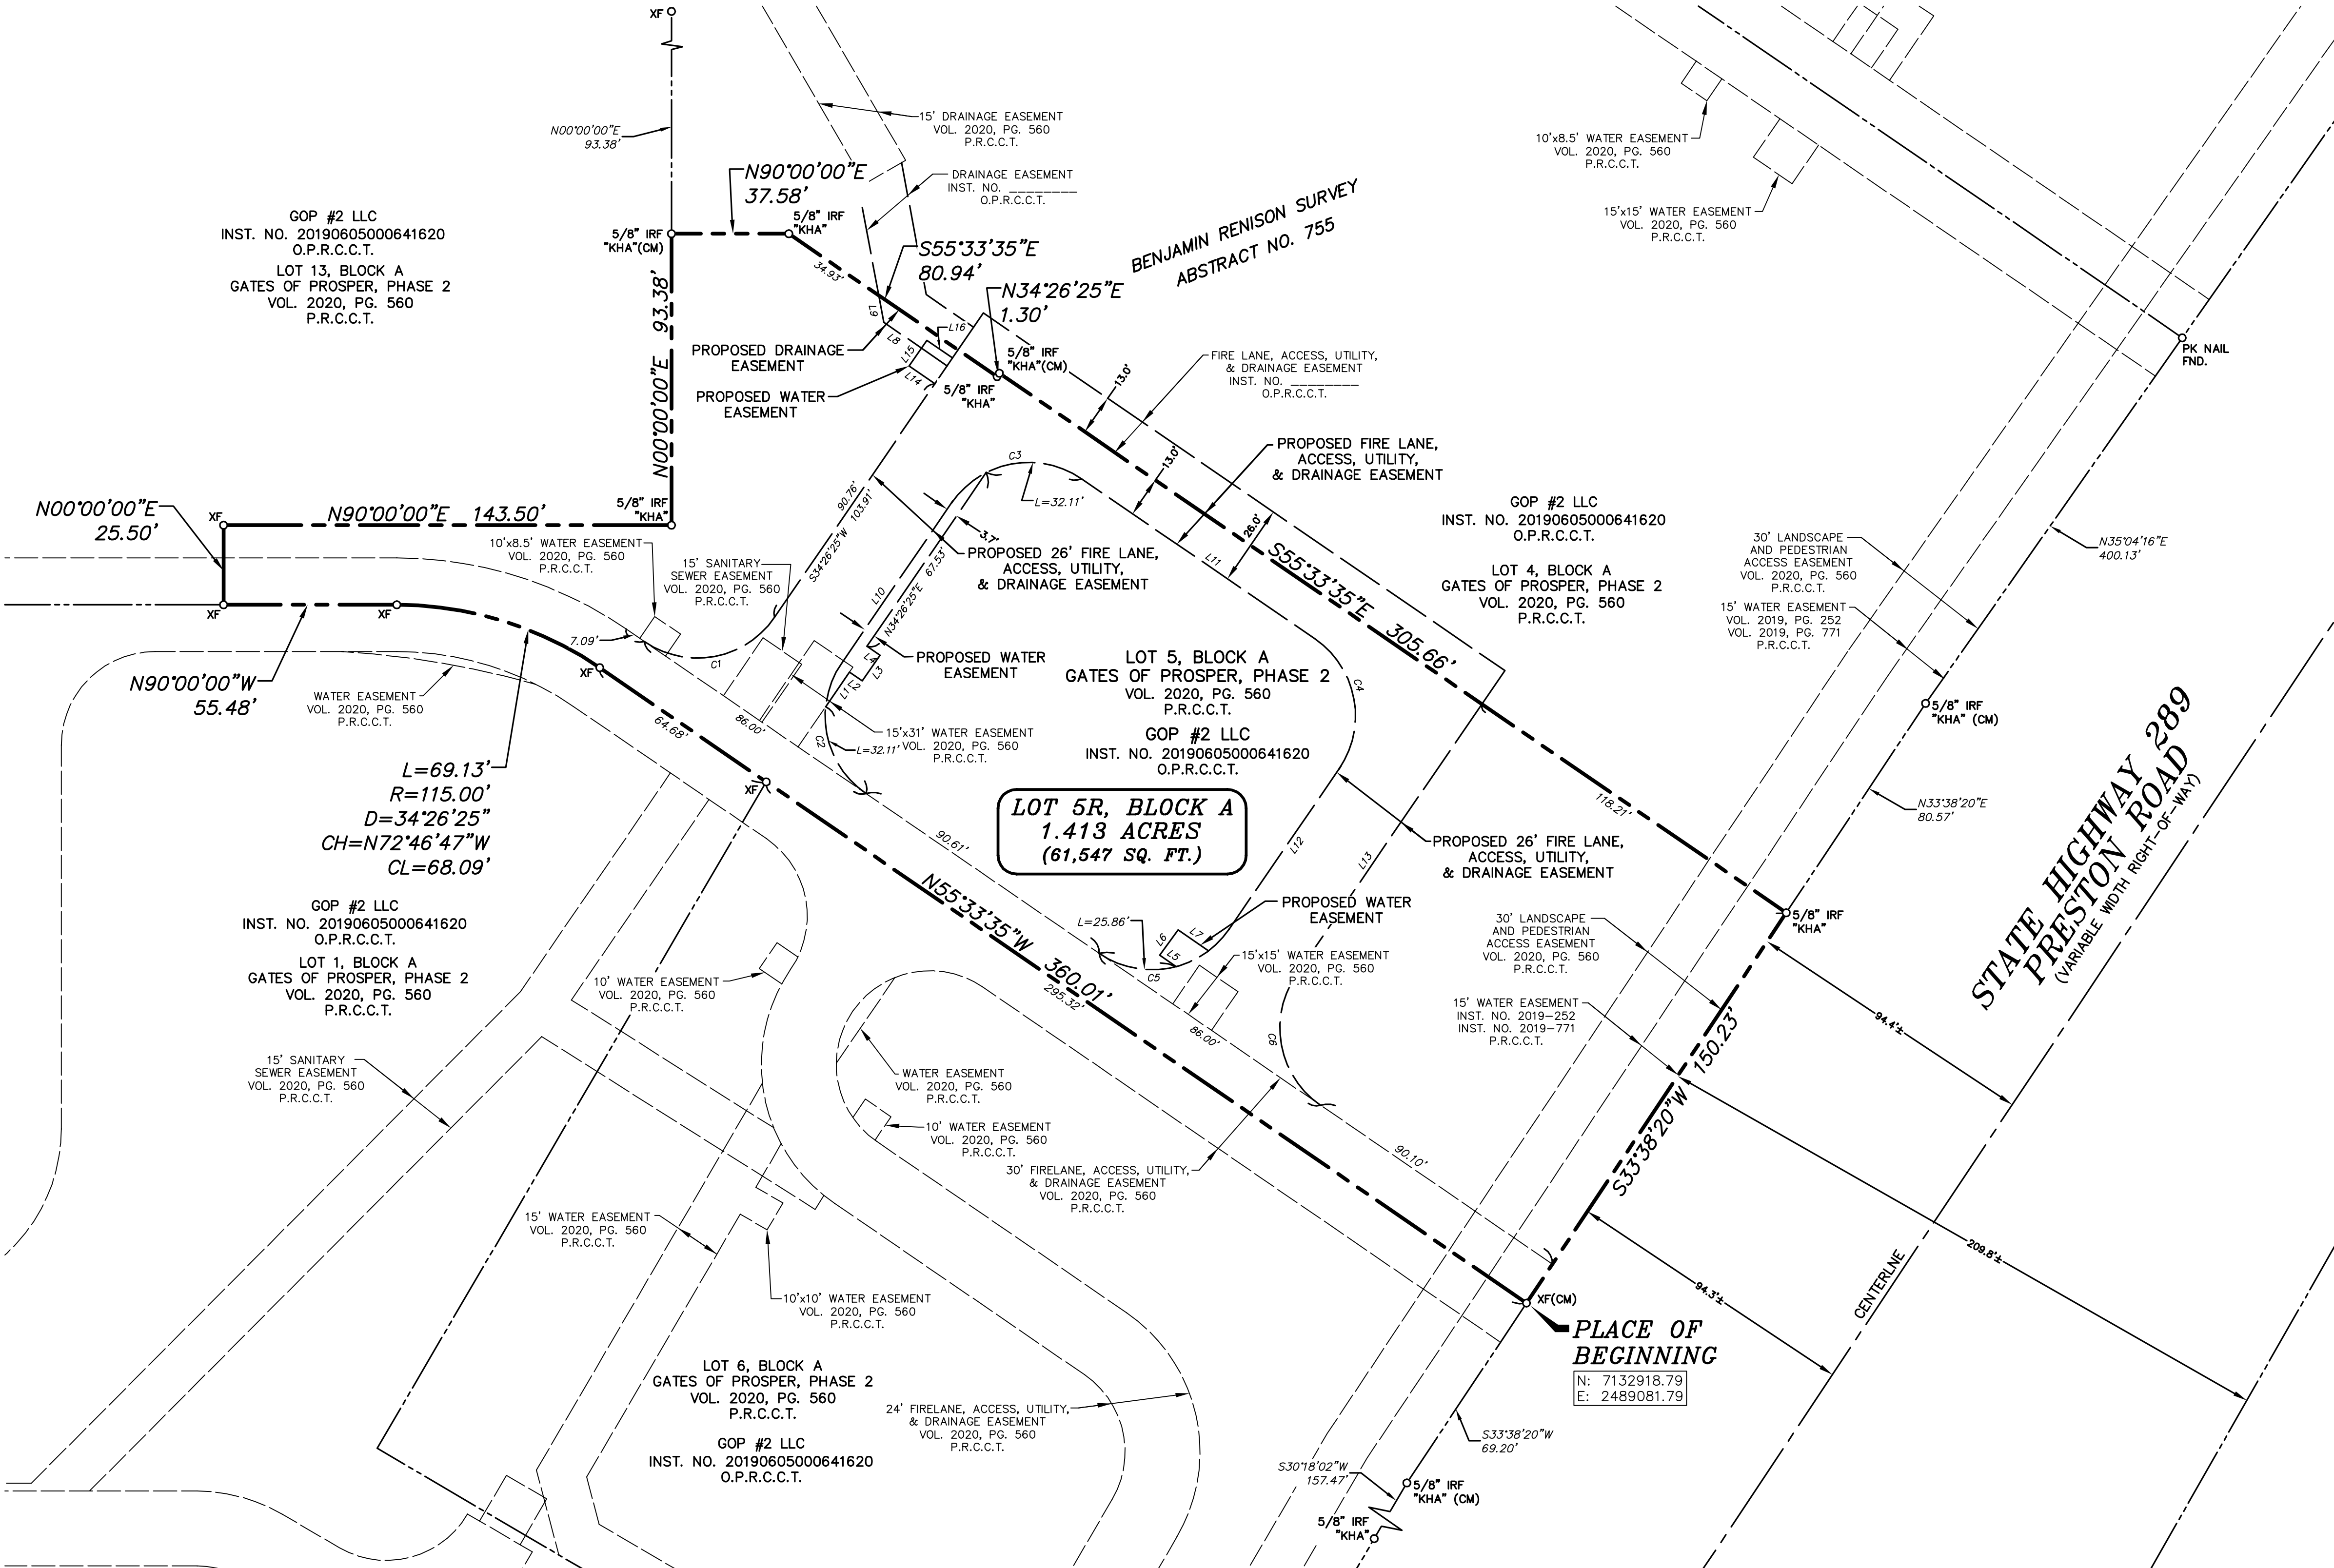 XF
N00°00'00"E
93.38'
15' DRAINAGE EASEMENT
VOL. 2020, PG. 560
P.R.C.C.T.
DRAINAGE EASEMENT
INST. NO. ________
O.P.R.C.C.T.
BENJAMIN RENISON SURVEY
ABSTRACT NO. 755
10'x8.5' WATER EASEMENT
VOL. 2020, PG. 560
P.R.C.C.T.
15'x15' WATER EASEMENT
VOL. 2020, PG. 560
P.R.C.C.T.
GOP #2 LLC
INST. NO. 20190605000641620
O.P.R.C.C.T.
LOT 13, BLOCK A
GATES OF PROSPER, PHASE 2
VOL. 2020, PG. 560
P.R.C.C.T.
N90°00'00"E
37.58'
5/8" IRF
"KHA"
5/8" IRF
"KHA"(CM)
34.93'
S55°33'35"E
80.94'
N34°26'25"E
1.30'
L9
L8
L16
L15
L14
5/8" IRF
"KHA"(CM)
5/8" IRF
"KHA"
PROPOSED DRAINAGE
EASEMENT
PROPOSED WATER
EASEMENT
N00°00'00"E 93.38'
13.0'
FIRE LANE, ACCESS, UTILITY,
& DRAINAGE EASEMENT
INST. NO. ________
O.P.R.C.C.T.
PK NAIL
FND.
PROPOSED FIRE LANE,
ACCESS, UTILITY,
& DRAINAGE EASEMENT
13.0'
26.0'
C3
L=32.11'
L11
N00°00'00"E
25.50'
XF
N90°00'00"E 143.50'
5/8" IRF
"KHA"
XF
XF
10'x8.5' WATER EASEMENT
VOL. 2020, PG. 560
P.R.C.C.T.
15' SANITARY
SEWER EASEMENT
VOL. 2020, PG. 560
P.R.C.C.T.
90.76'
S34°26'25"W 103.91'
3.7'
PROPOSED 26' FIRE LANE,
ACCESS, UTILITY,
& DRAINAGE EASEMENT
L10
N34°26'25"E 67.53'
GOP #2 LLC
INST. NO. 20190605000641620
O.P.R.C.C.T.
LOT 4, BLOCK A
GATES OF PROSPER, PHASE 2
VOL. 2020, PG. 560
P.R.C.C.T.
S55°33'35"E 305.66'
30' LANDSCAPE
AND PEDESTRIAN
ACCESS EASEMENT
VOL. 2020, PG. 560
P.R.C.C.T.
15' WATER EASEMENT
VOL. 2019, PG. 252
VOL. 2019, PG. 771
P.R.C.C.T.
N35°04'16"E
400.13'
7.09'
C1
L4
L3
L2
L1
PROPOSED WATER
EASEMENT
LOT 5, BLOCK A
GATES OF PROSPER, PHASE 2
VOL. 2020, PG. 560
P.R.C.C.T.
GOP #2 LLC
INST. NO. 20190605000641620
O.P.R.C.C.T.
C4
N90°00'00"W
55.48'
XF
WATER EASEMENT
VOL. 2020, PG. 560
P.R.C.C.T.
64.68'
86.00'
C2
L=32.11'
15'x31' WATER EASEMENT
VOL. 2020, PG. 560
P.R.C.C.T.
5/8" IRF
"KHA" (CM)
L=69.13'
R=115.00'
D=34°26'25"
CH=N72°46'47"W
CL=68.09'
XF
LOT 5R, BLOCK A
1.413 ACRES
(61,547 SQ. FT.)
118.21'
N33°38'20"E
80.57'
STATE HIGHWAY 289
PRESTON ROAD
(VARIABLE WIDTH RIGHT-OF-WAY)
90.61'
L12
L13
PROPOSED 26' FIRE LANE,
ACCESS, UTILITY,
& DRAINAGE EASEMENT
GOP #2 LLC
INST. NO. 20190605000641620
O.P.R.C.C.T.
LOT 1, BLOCK A
GATES OF PROSPER, PHASE 2
VOL. 2020, PG. 560
P.R.C.C.T.
N55°33'35"W 360.01'
295.32'
L=25.86'
L6
L7
L5
C5
PROPOSED WATER
EASEMENT
15'x15' WATER EASEMENT
VOL. 2020, PG. 560
P.R.C.C.T.
30' LANDSCAPE
AND PEDESTRIAN
ACCESS EASEMENT
VOL. 2020, PG. 560
P.R.C.C.T.
5/8" IRF
"KHA"
10' WATER EASEMENT
VOL. 2020, PG. 560
P.R.C.C.T.
86.00'
C6
15' WATER EASEMENT
INST. NO. 2019-252
INST. NO. 2019-771
P.R.C.C.T.
S33°38'20"W 150.23'
94.4'±
15' SANITARY
SEWER EASEMENT
VOL. 2020, PG. 560
P.R.C.C.T.
WATER EASEMENT
VOL. 2020, PG. 560
P.R.C.C.T.
10' WATER EASEMENT
VOL. 2020, PG. 560
P.R.C.C.T.
30' FIRELANE, ACCESS, UTILITY,
& DRAINAGE EASEMENT
VOL. 2020, PG. 560
P.R.C.C.T.
90.10'
15' WATER EASEMENT
VOL. 2020, PG. 560
P.R.C.C.T.
209.8'±
94.3'±
CENTERLNE
10'x10' WATER EASEMENT
VOL. 2020, PG. 560
P.R.C.C.T.
XF(CM)
PLACE OF
BEGINNING
N: 7132918.79
E: 2489081.79
LOT 6, BLOCK A
GATES OF PROSPER, PHASE 2
VOL. 2020, PG. 560
P.R.C.C.T.
GOP #2 LLC
INST. NO. 20190605000641620
O.P.R.C.C.T.
24' FIRELANE, ACCESS, UTILITY,
& DRAINAGE EASEMENT
VOL. 2020, PG. 560
P.R.C.C.T.
S33°38'20"W
69.20'
S30°18'02"W
157.47'
5/8" IRF
"KHA" (CM)
5/8" IRF
"KHA"